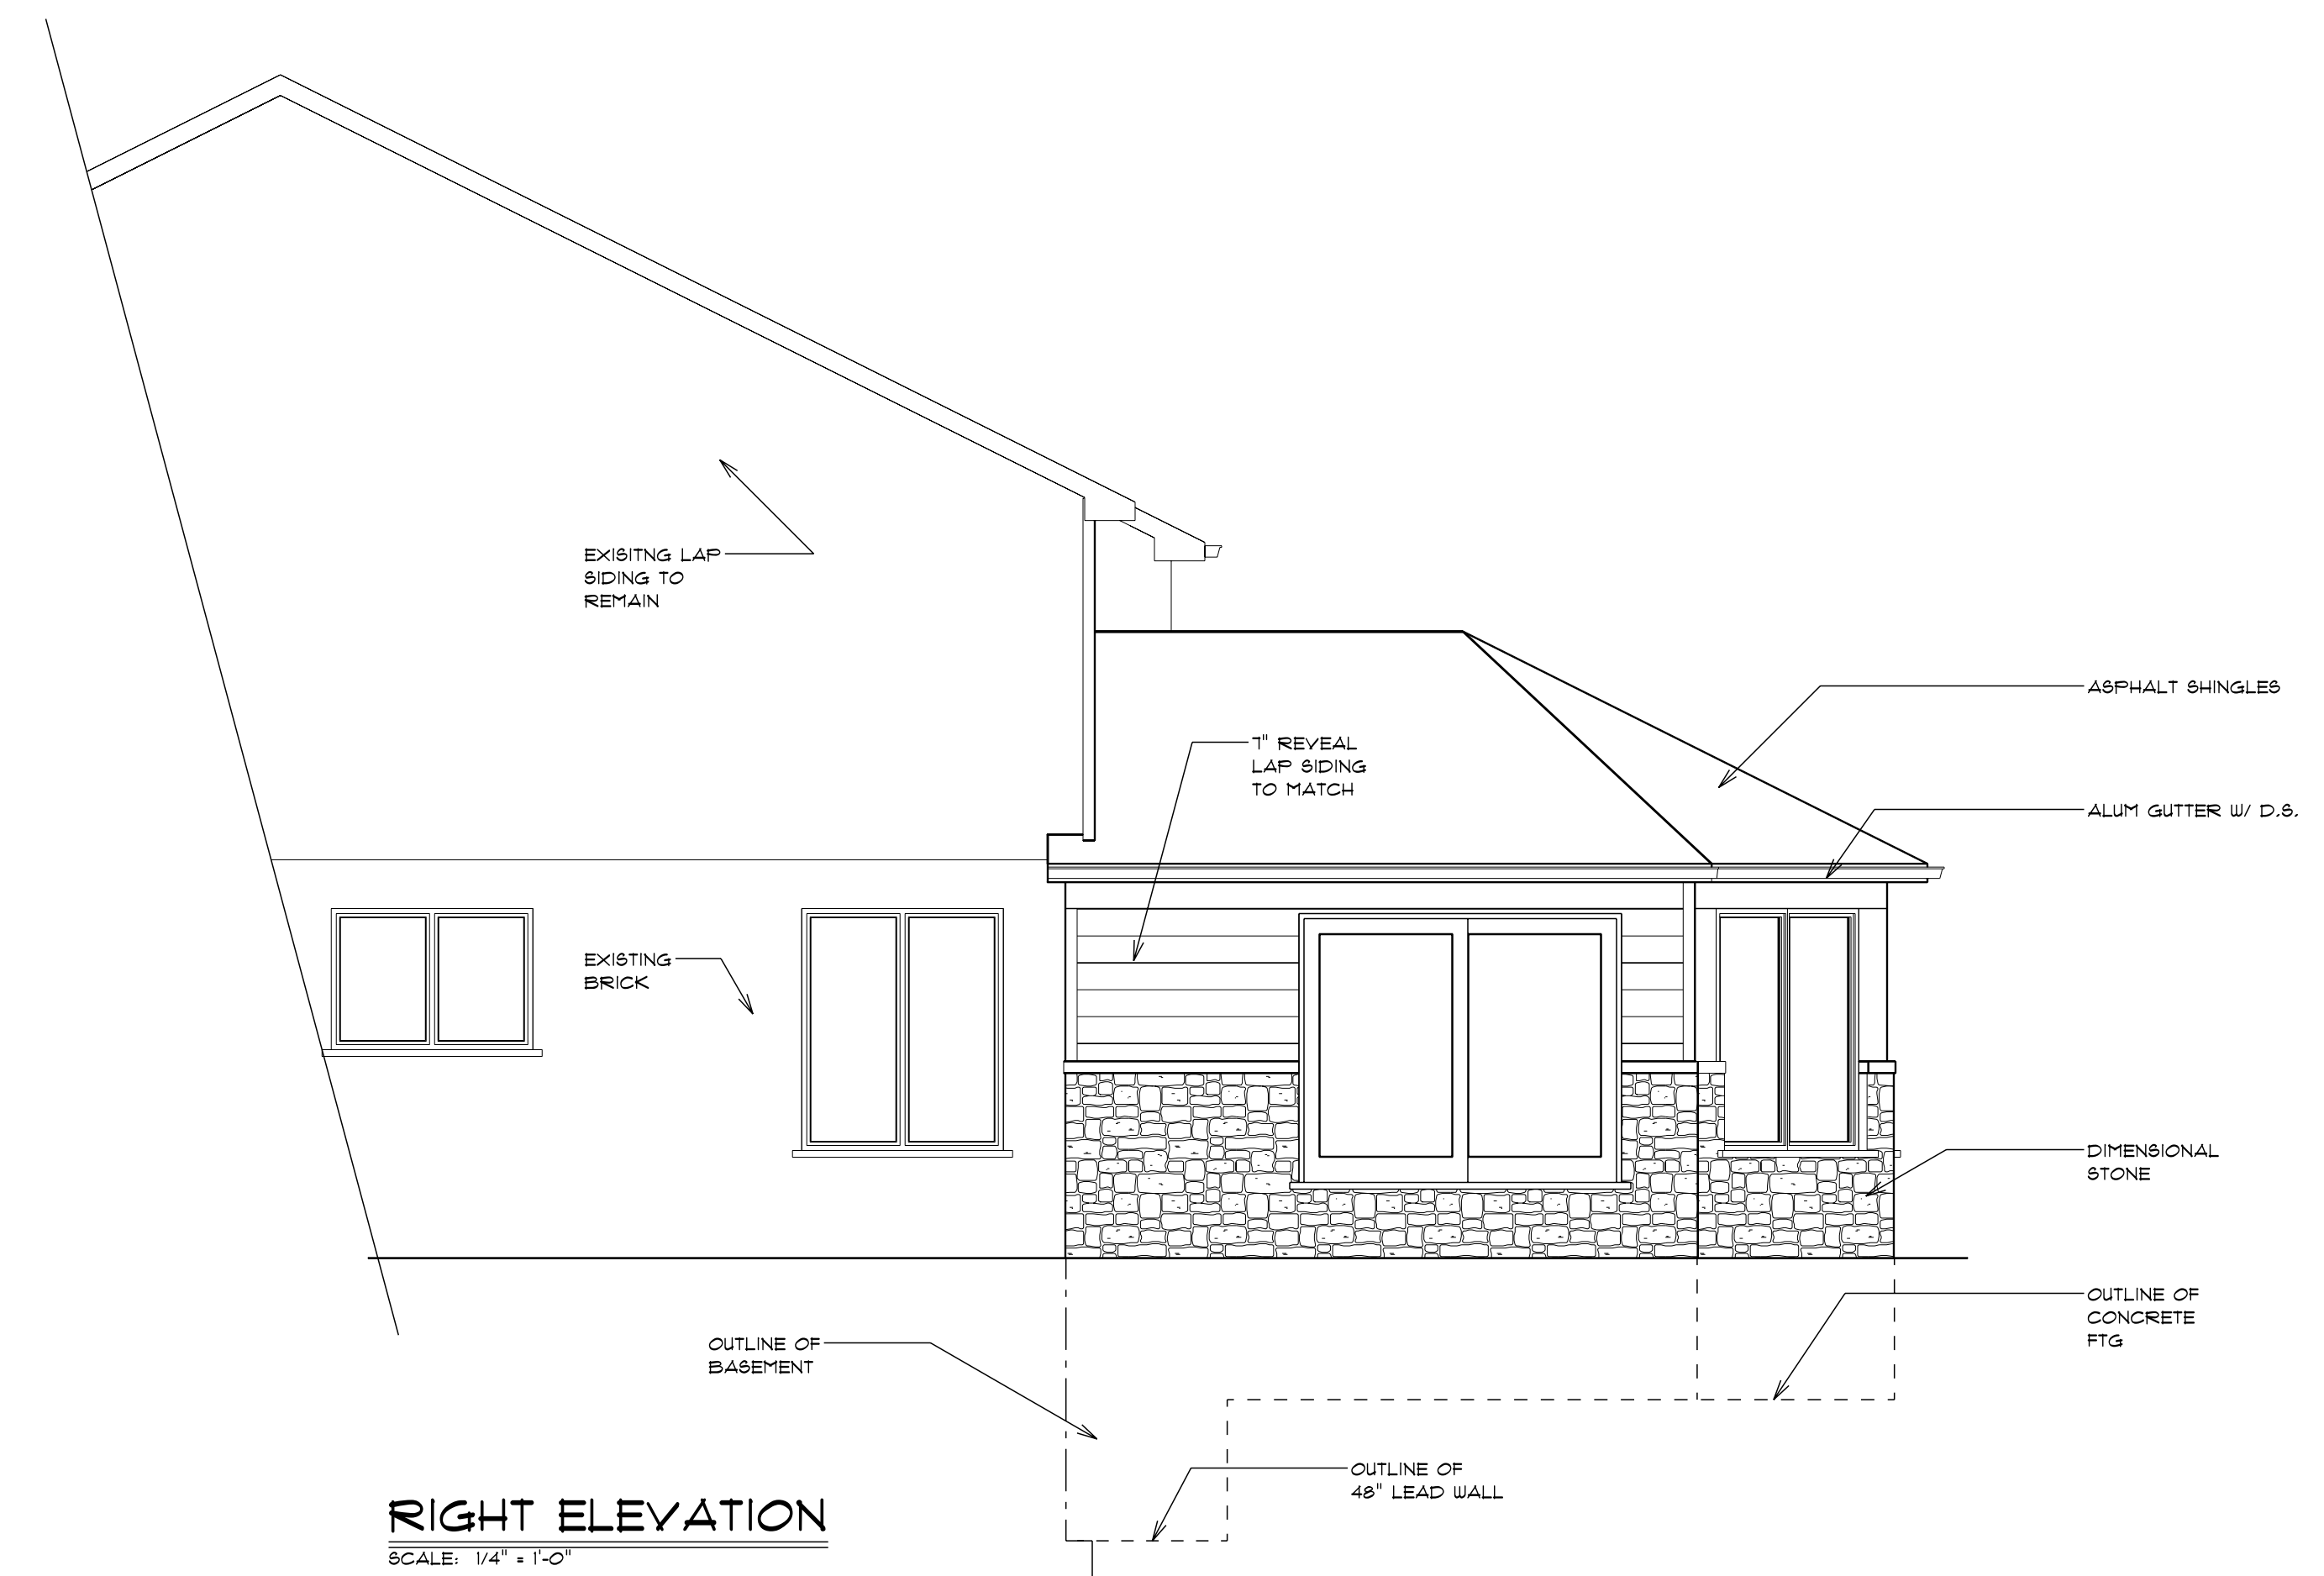 EXISITNG LAP
SIDING TO
REMAIN
ASPHALT SHINGLES
7" REVEAL
LAP SIDING
TO MATCH
ALUM GUTTER W/ D.S.
EXISTING
BRICK
DIMENSIONAL
STONE
OUTLINE OF
CONCRETE
FTG
OUTLINE OF
BASEMENT
OUTLINE OF
48" LEAD WALL
RIGHT ELEVATION
SCALE: 1/4" = 1'-0"